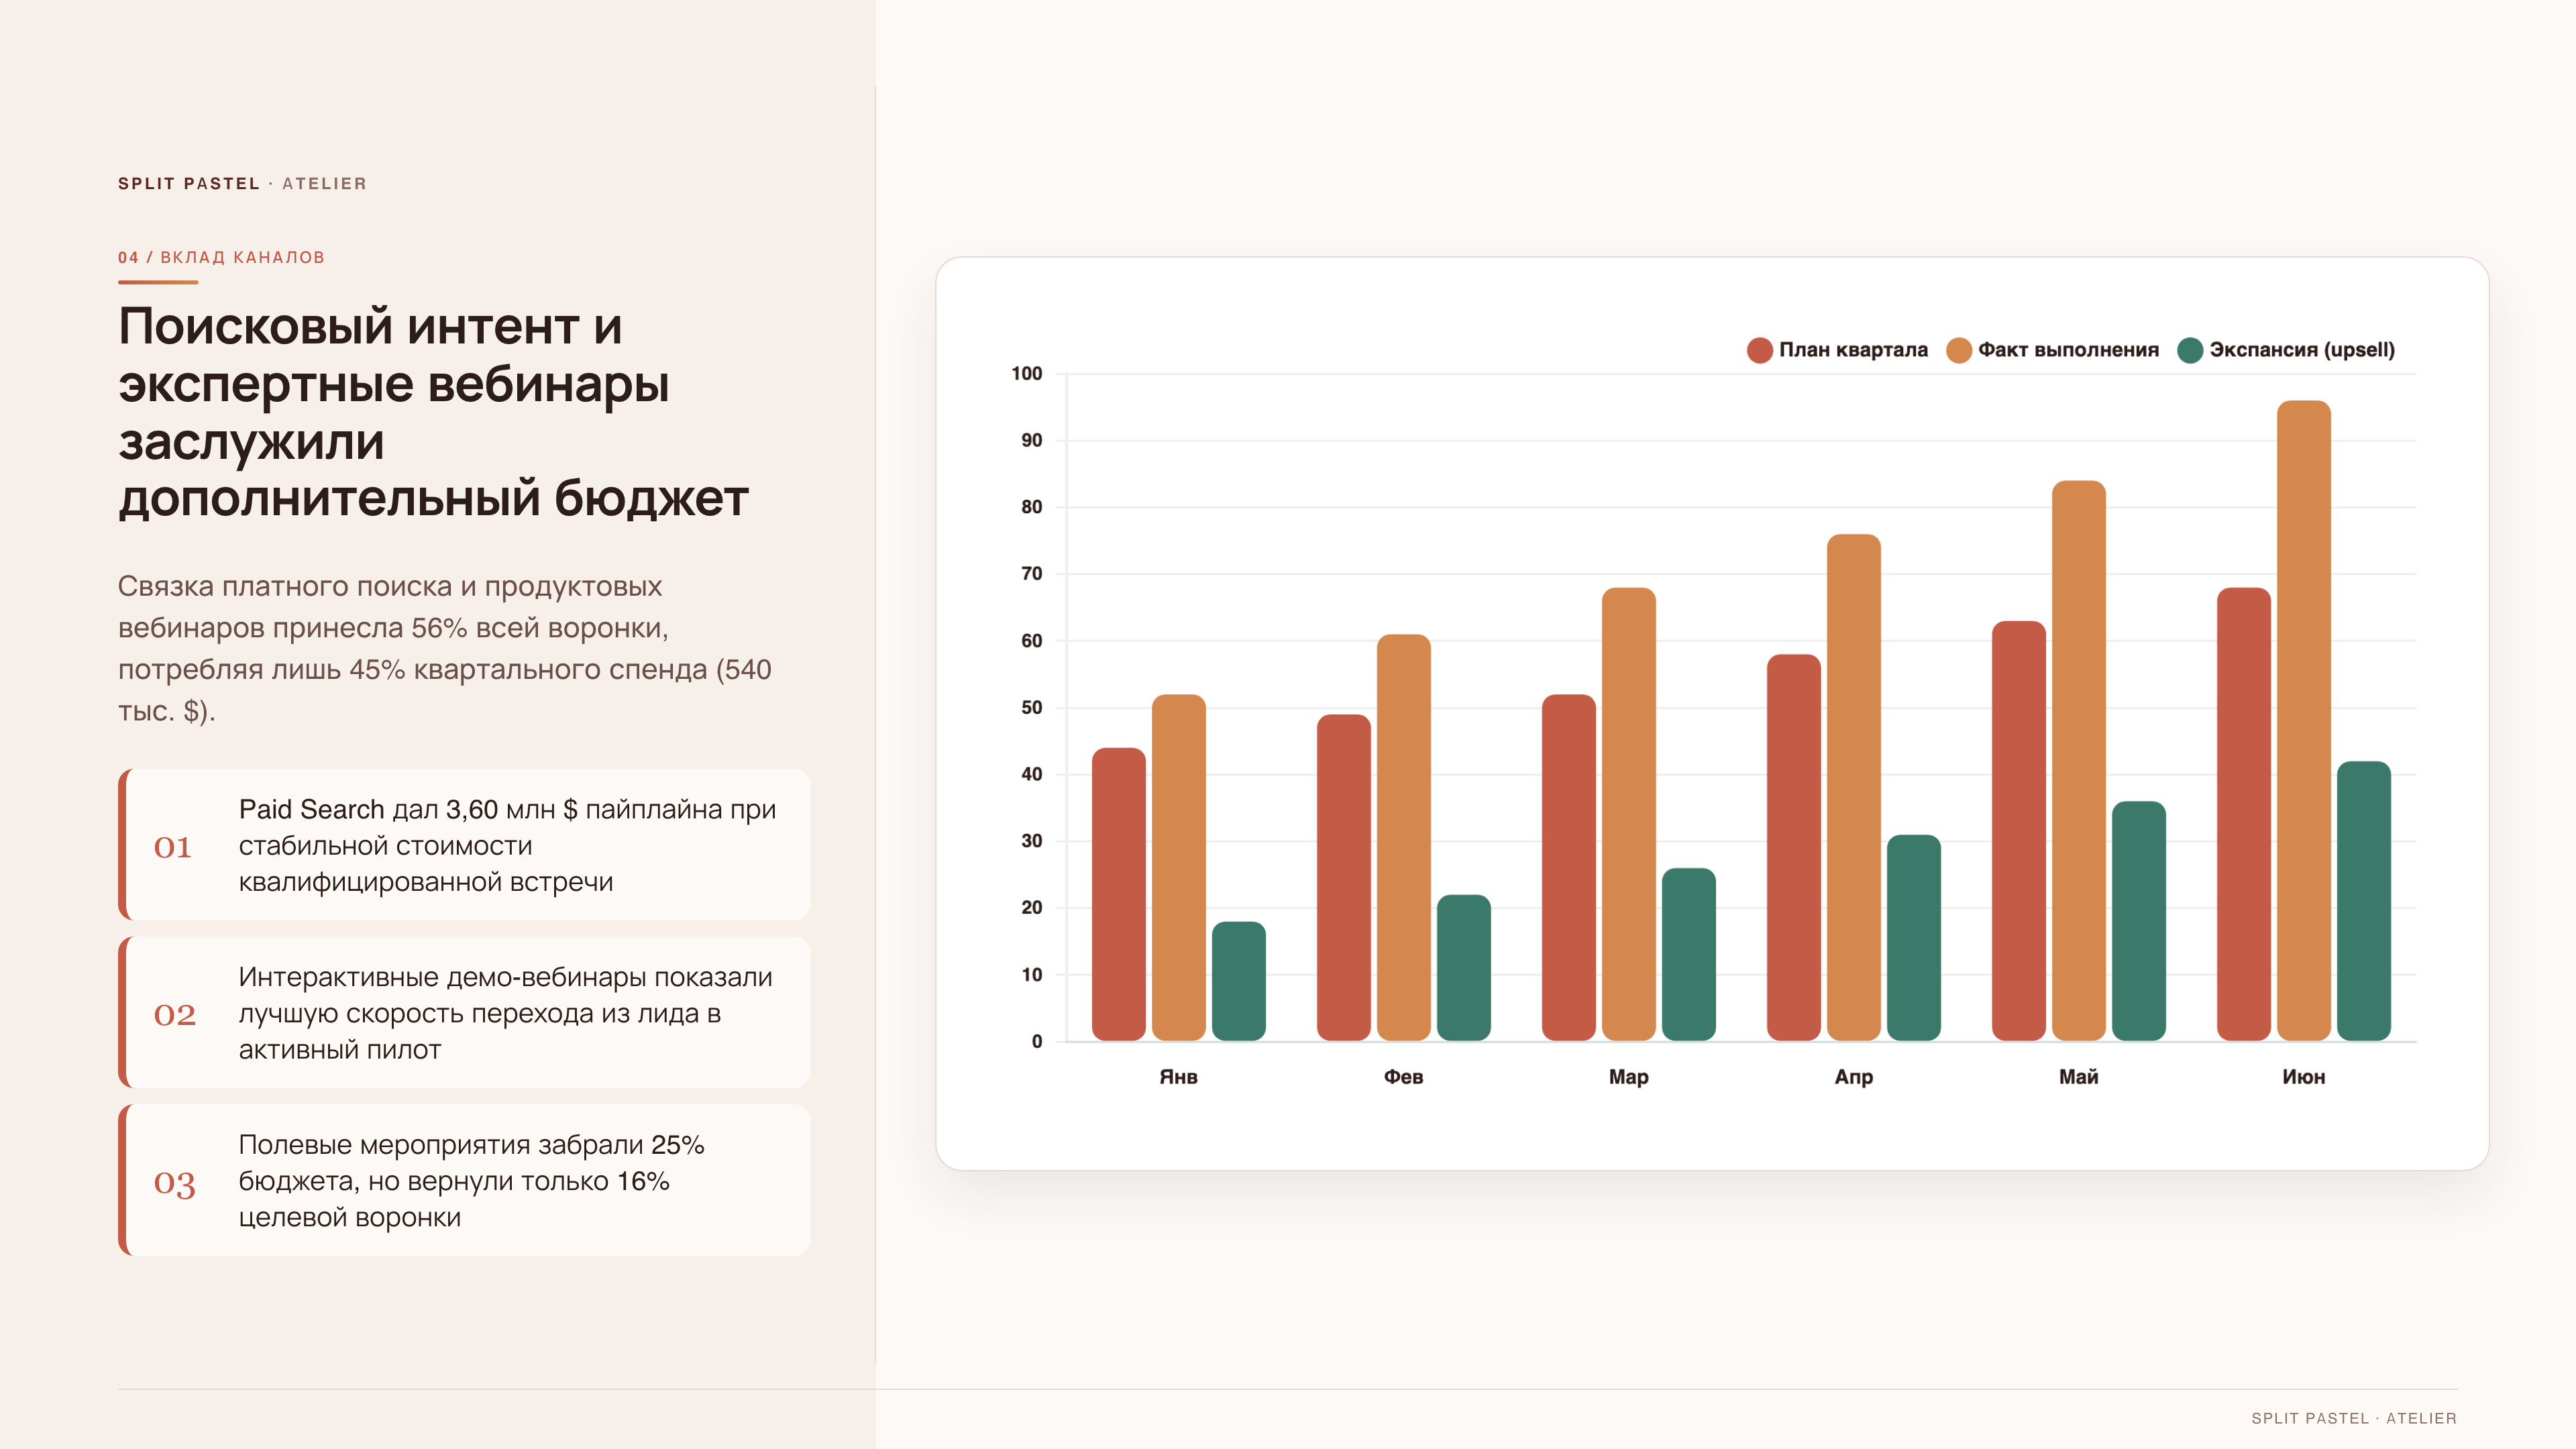 SPLIT PASTEL · ATELIER
04 / ВКЛАД КАНАЛОВ
Поисковый интент и
экспертные вебинары
заслужили
дополнительный бюджет
Связка платного поиска и продуктовых
вебинаров принесла 56% всей воронки,
потребляя лишь 45% квартального спенда (540
тыс. $).
01
Paid Search дал 3,60 млн $ пайплайна при
стабильной стоимости
квалифицированной встречи
02
Интерактивные демо-вебинары показали
лучшую скорость перехода из лида в
активный пилот
03
Полевые мероприятия забрали 25%
бюджета, но вернули только 16%
целевой воронки
План квартала Факт выполнения Экспансия (upsell)
100
90
80
70
60
50
40
30
20
10
0
Янв Фев Мар Апр Май Июн
SPLIT PASTEL · ATELIER